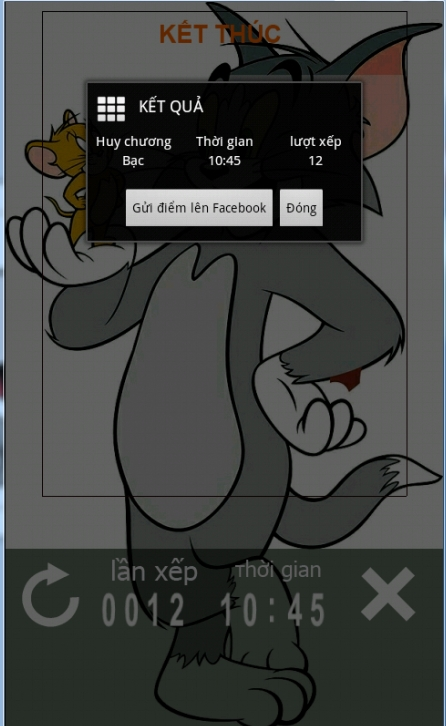 KẾT THÚC
KẾT QUẢ
Huy chương Thời gian lượt xếp
Bạc 10:45 12
Gửi điểm lên Facebook Đóng
lần xếp Thời gian
0012 10:45